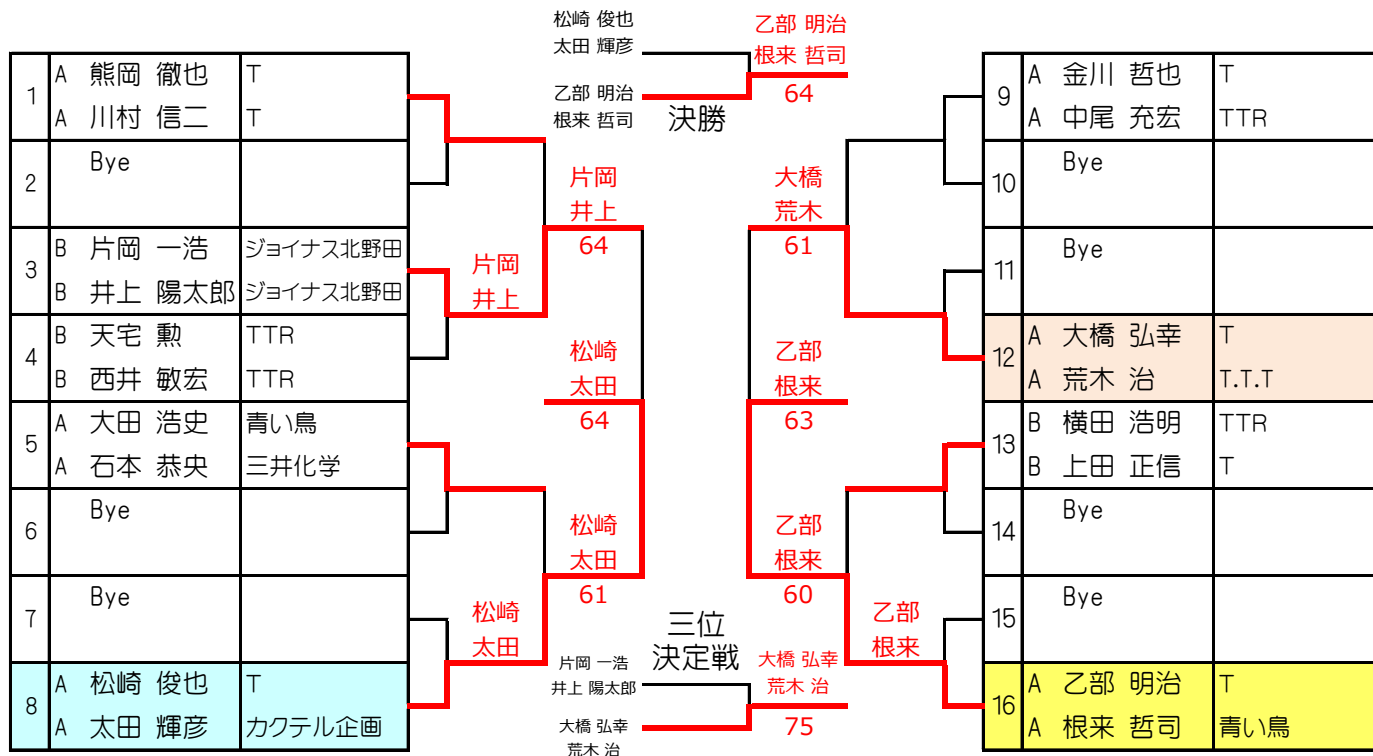 松崎 俊也
太田 輝彦
乙部 明治
根来 哲司
乙部 明治
根来 哲司
64
決勝
1 A 熊岡 徹也 T
A 川村 信二 T
2 Bye
3 B 片岡 一浩 ジョイナス北野田
B 井上 陽太郎 ジョイナス北野田
4 B 天宅 勲 TTR
B 西井 敏宏 TTR
5 A 大田 浩史 青い鳥
A 石本 恭央 三井化学
6 Bye
7 Bye
8 A 松崎 俊也 T
A 太田 輝彦 カクテル企画
片岡
井上
松崎
太田
片岡
井上
64
松崎
太田
64
松崎
太田
61
大橋
荒木
61
乙部
根来
63
乙部
根来
60
乙部
根来
9 A 金川 哲也 T
A 中尾 充宏 TTR
10 Bye
11 Bye
12 A 大橋 弘幸 T
A 荒木 治 T.T.T
13 B 横田 浩明 TTR
B 上田 正信 T
14 Bye
15 Bye
16 A 乙部 明治 T
A 根来 哲司 青い鳥
三位
決定戦
片岡 一浩
井上 陽太郎
大橋 弘幸
荒木 治
大橋 弘幸
荒木 治
75